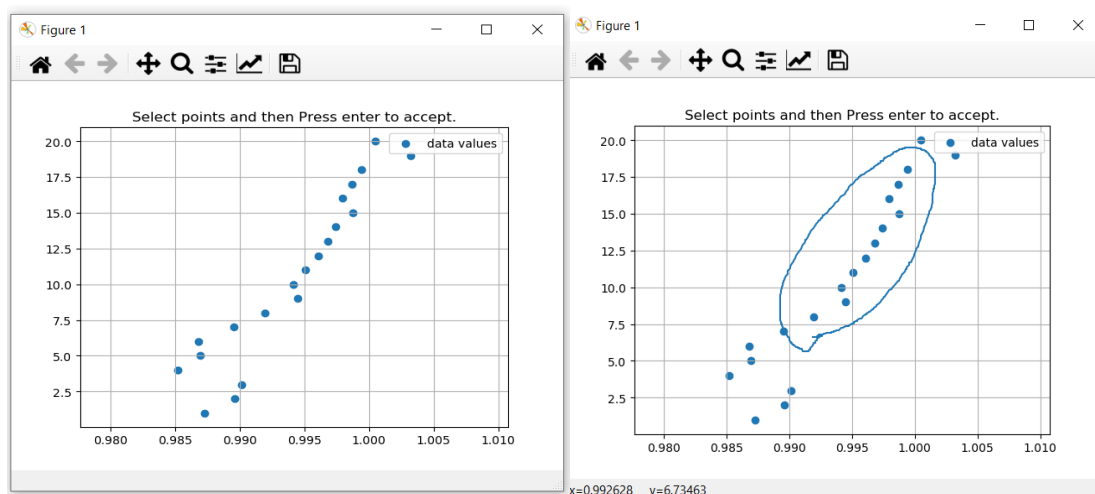 Figure 1
Select points and then Press enter to accept.
data values
20.0
17.5
15.0
12.5
10.0
7.5
5.0
2.5
0.980 0.985 0.990 0.995 1.000 1.005 1.010
Figure 1
Select points and then Press enter to accept.
data values
20.0
17.5
15.0
12.5
10.0
7.5
5.0
2.5
0.980 0.985 0.990 0.995 1.000 1.005 1.010
x=0.992628 y=6.73463